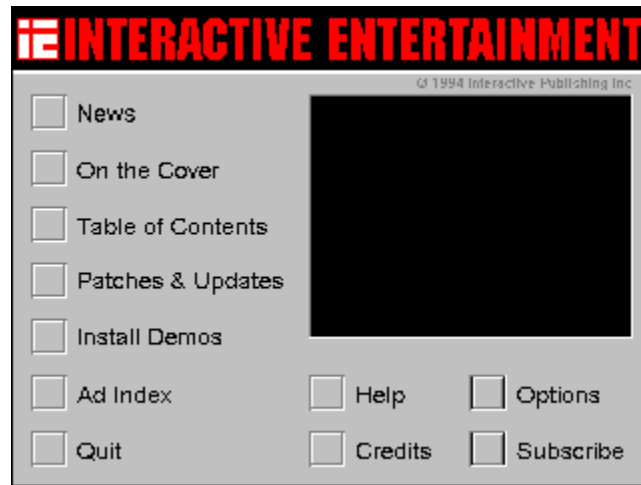 iE INTERACTIVE ENTERTAINMENT
© 1994 Interactive Publishing Inc
News
On the Cover
Table of Contents
Patches & Updates
Install Demos
Ad Index
Help
Options
Quit
Credits
Subscribe